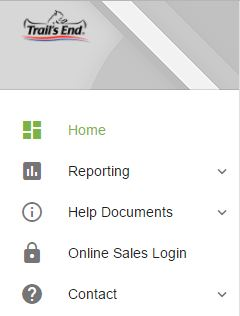 Trail's End
Home
Reporting
Help Documents
Online Sales Login
Contact